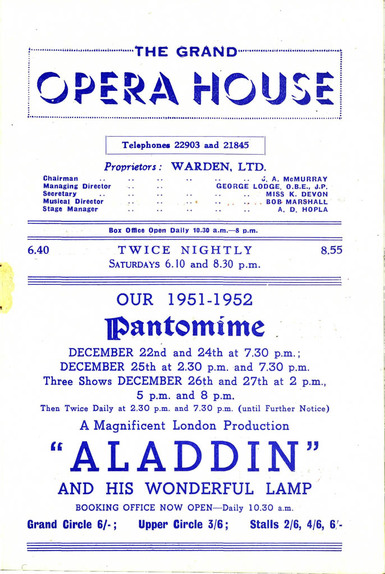 THE GRAND
OPERA HOUSE
Telephones 22903 and 21845
Proprietors: WARDEN, LTD.
Chairman .. .. .. .. .. .. J. A. McMURRAY
Managing Director .. .. .. GEORGE LODGE, O.B.E., J.P.
Secretary .. .. .. .. .. .. MISS K. DEVON
Musical Director .. .. .. .. .. BOB MARSHALL
Stage Manager .. .. .. .. .. A. D. HOPLA
Box Office Open Daily 10.30 a.m.—8 p.m.
6.40 TWICE NIGHTLY 8.55
SATURDAYS 6.10 and 8.30 p.m.
OUR 1951-1952
Pantomime
DECEMBER 22nd and 24th at 7.30 p.m.;
DECEMBER 25th at 2.30 p.m. and 7.30 p.m.
Three Shows DECEMBER 26th and 27th at 2 p.m.,
5 p.m. and 8 p.m.
Then Twice Daily at 2.30 p.m. and 7.30 p.m. (until Further Notice)
A Magnificent London Production
“ALADDIN”
AND HIS WONDERFUL LAMP
BOOKING OFFICE NOW OPEN—Daily 10.30 a.m.
Grand Circle 6/-; Upper Circle 3/6; Stalls 2/6, 4/6, 6/-